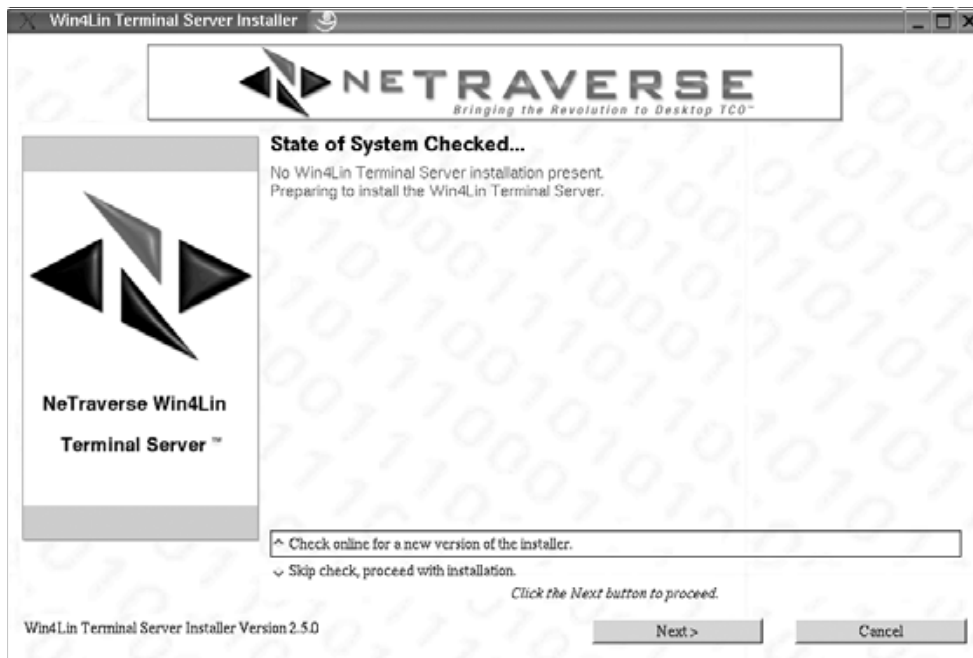 Win4Lin Terminal Server Installer
NETRAVERSE
Bringing the Revolution to Desktop TCO™
State of System Checked...
No Win4Lin Terminal Server installation present.
Preparing to install the Win4Lin Terminal Server.
NeTraverse Win4Lin
Terminal Server ™
Check online for a new version of the installer.
Skip check, proceed with installation.
Click the Next button to proceed.
Win4Lin Terminal Server Installer Version 2.5.0
Next >
Cancel